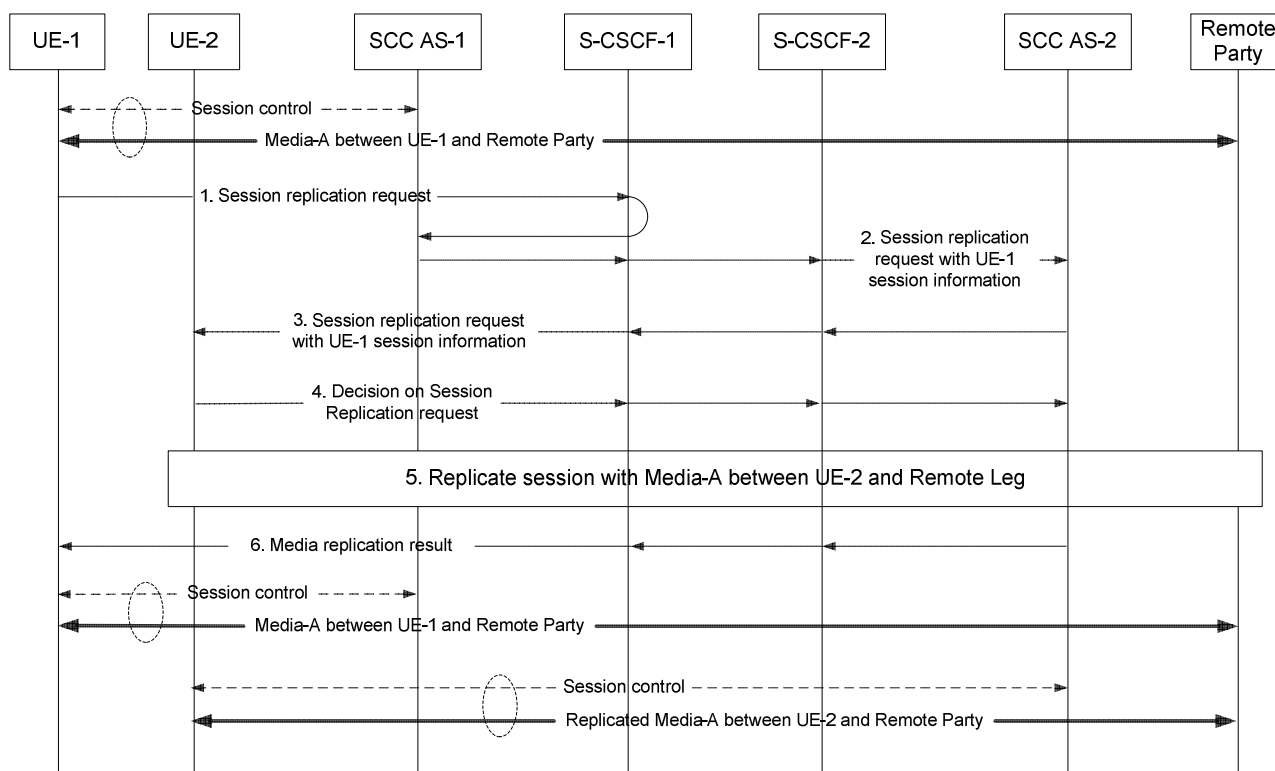 UE-1
UE-2
SCC AS-1
S-CSCF-1
S-CSCF-2
SCC AS-2
Remote
Party
Session control
Media-A between UE-1 and Remote Party
1. Session replication request
2. Session replication
request with UE-1
session information
3. Session replication request
with UE-1 session information
4. Decision on Session
Replication request
5. Replicate session with Media-A between UE-2 and Remote Leg
6. Media replication result
Session control
Media-A between UE-1 and Remote Party
Session control
Replicated Media-A between UE-2 and Remote Party